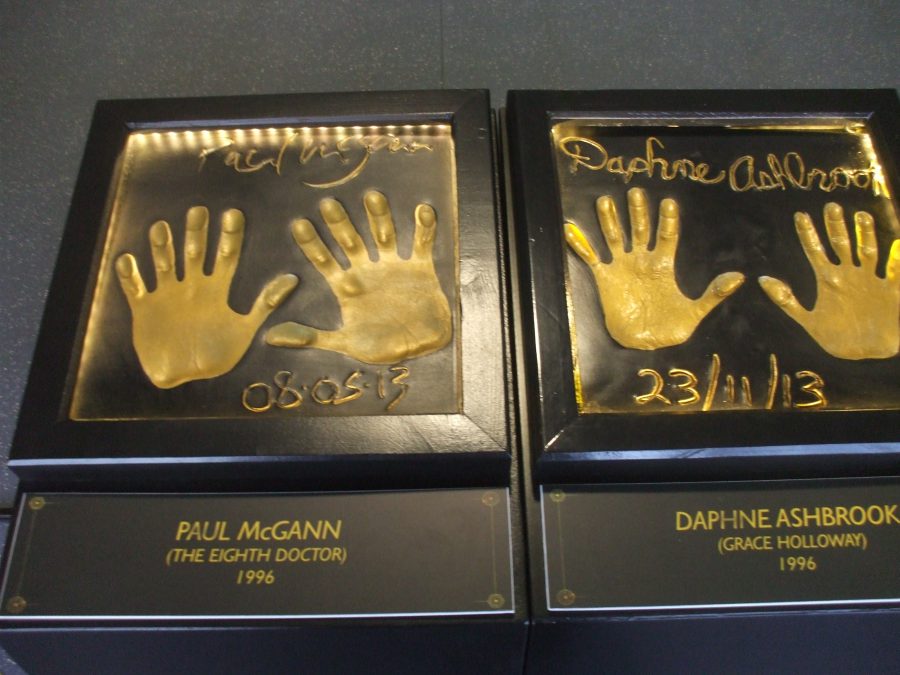 Paul McGann
08·05·13
PAUL McGANN
(THE EIGHTH DOCTOR)
1996
Daphne Ashbrook
23/11/13
DAPHNE ASHBROOK
(GRACE HOLLOWAY)
1996